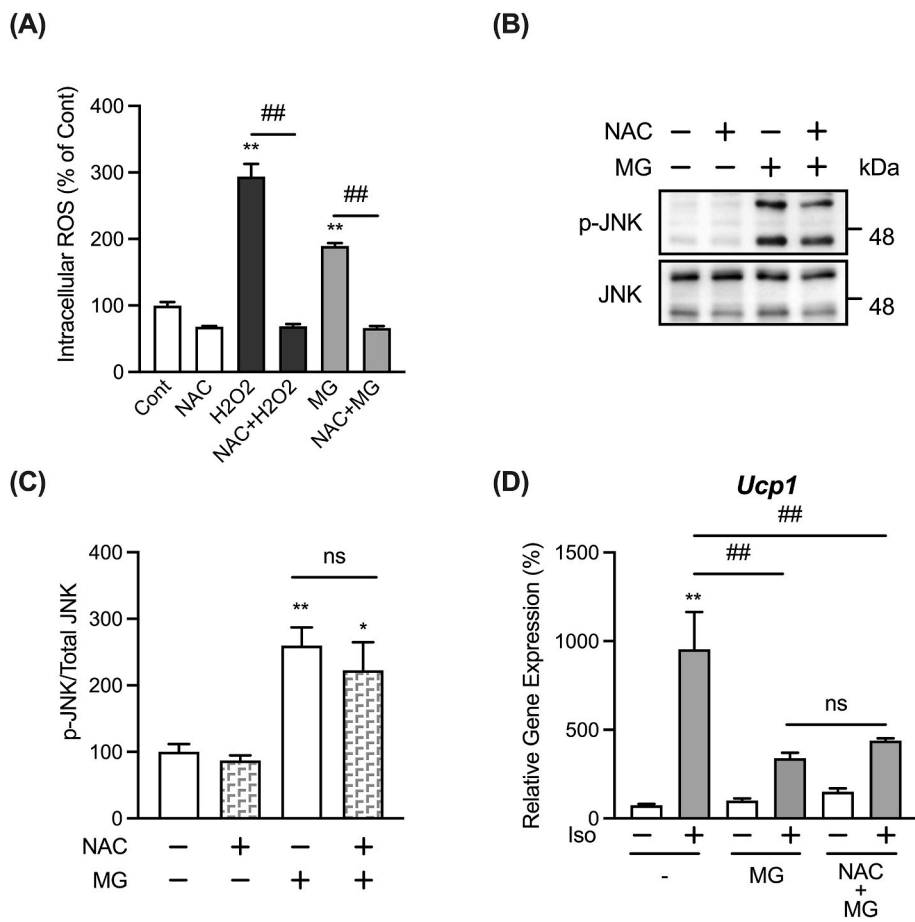 (A)
Intracellular ROS (% of Cont)
400
300
200
100
0
##
**
##
**
Cont
NAC
H2O2
NAC+H2O2
MG
NAC+MG
(B)
NAC − + − +
MG − − + + kDa
p-JNK
48
JNK
48
(C)
p-JNK/Total JNK
400
300
200
100
0
ns
**
*
NAC − + − +
MG − − + +
(D)
Ucp1
Relative Gene Expression (%)
1500
1000
500
0
##
##
**
ns
Iso − + − + − +
- MG NAC
+
MG